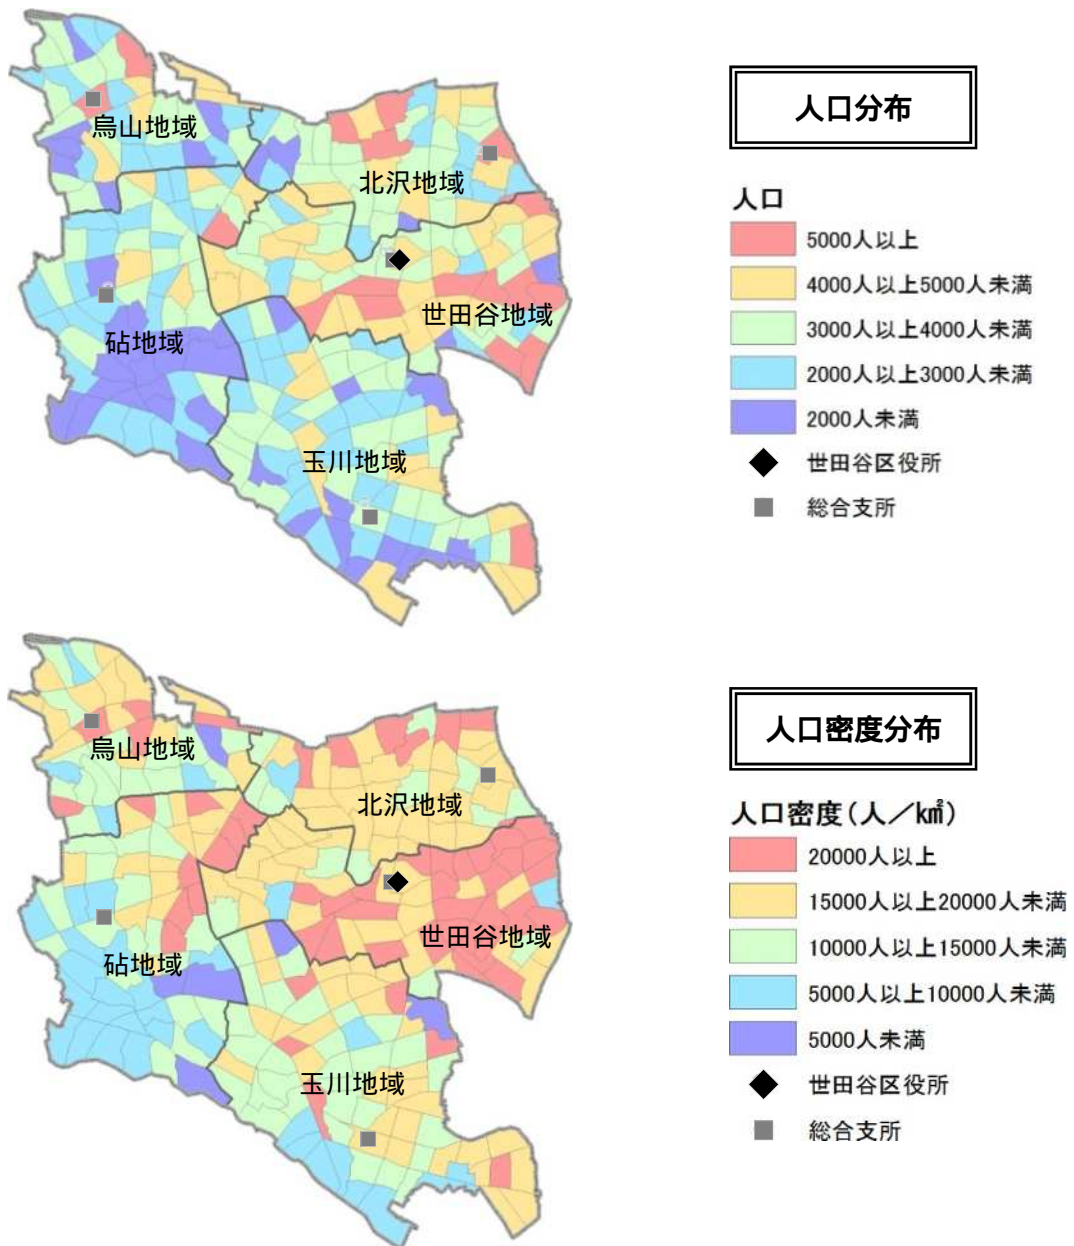 人口分布
人口
5000人以上
4000人以上5000人未満
3000人以上4000人未満
2000人以上3000人未満
2000人未満
世田谷区役所
総合支所
烏山地域
北沢地域
世田谷地域
砧地域
玉川地域
人口密度分布
人口密度(人/k㎡)
20000人以上
15000人以上20000人未満
10000人以上15000人未満
5000人以上10000人未満
5000人未満
世田谷区役所
総合支所
烏山地域
北沢地域
世田谷地域
砧地域
玉川地域